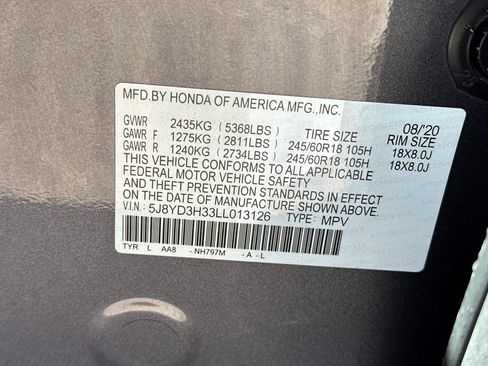 MFD.BY HONDA OF AMERICA MFG.,INC.
08/'20
GVWR 2435KG (5368LBS) TIRE SIZE RIM SIZE
GAWR F 1275KG (2811LBS) 245/60R18 105H 18X8.0J
GAWR R 1240KG (2734LBS) 245/60R18 105H 18X8.0J
THIS VEHICLE CONFORMS TO ALL APPLICABLE
FEDERAL MOTOR VEHICLE SAFETY
AND THEFT PREVENTION STANDARDS IN EFFECT
ON THE DATE OF MANUFACTURE SHOWN ABOVE.
V.I.N.: 5J8YD3H33LL013126 TYPE: MPV
TYR L AA8 -NH797M -A -L